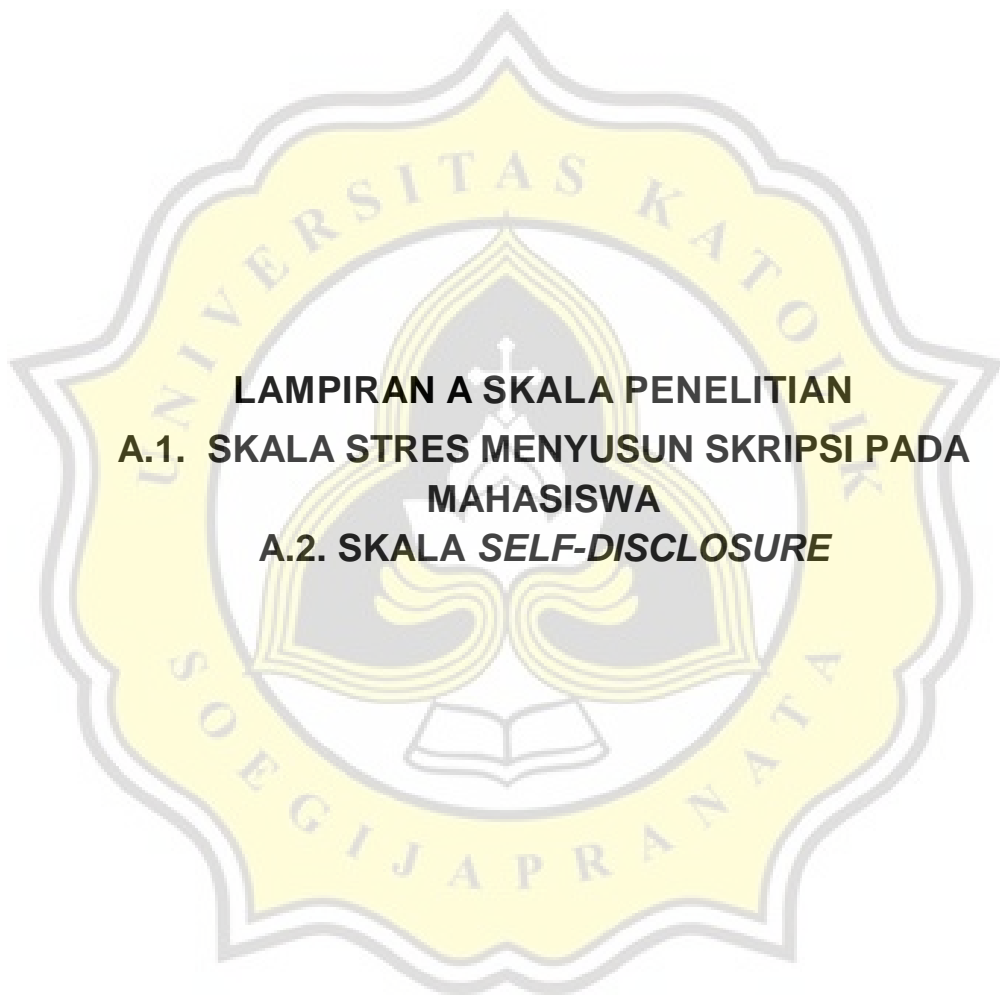 UNIVERSITAS KATOLIK
LAMPIRAN A SKALA PENELITIAN
A.1. SKALA STRES MENYUSUN SKRIPSI PADA
MAHASISWA
A.2. SKALA SELF-DISCLOSURE
SOEGIJAPRANATA